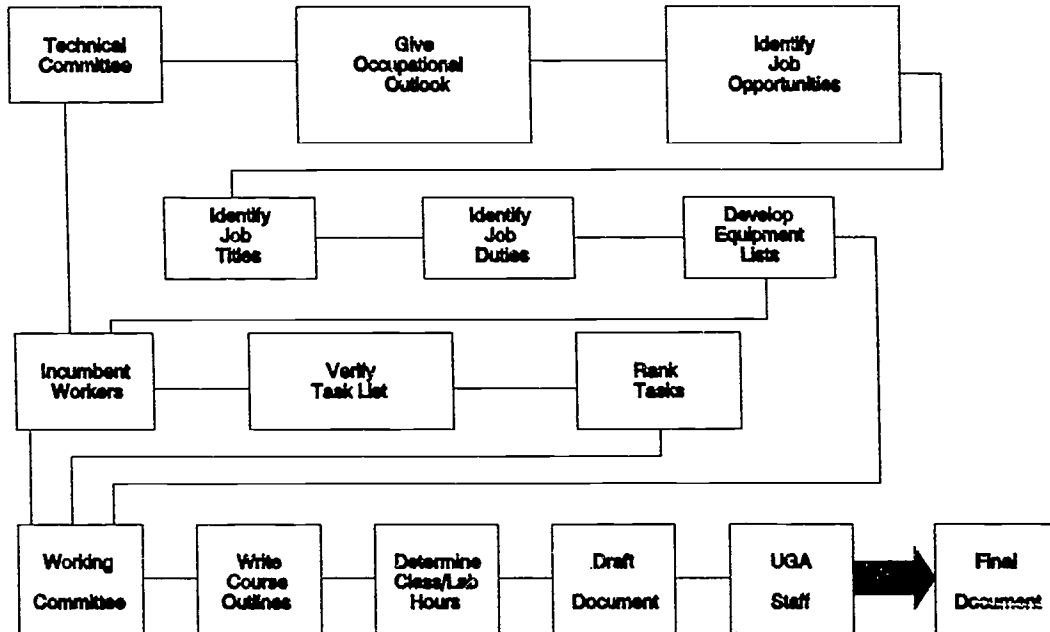 Technical
Committee
Give
Occupational
Outlook
Identify
Job
Opportunities
Identify
Job
Titles
Identify
Job
Duties
Develop
Equipment
Lists
Incumbent
Workers
Verify
Task List
Rank
Tasks
Working
Committee
Write
Course
Outlines
Determine
Class/Lab
Hours
Draft
Document
UGA
Staff
Final
Document